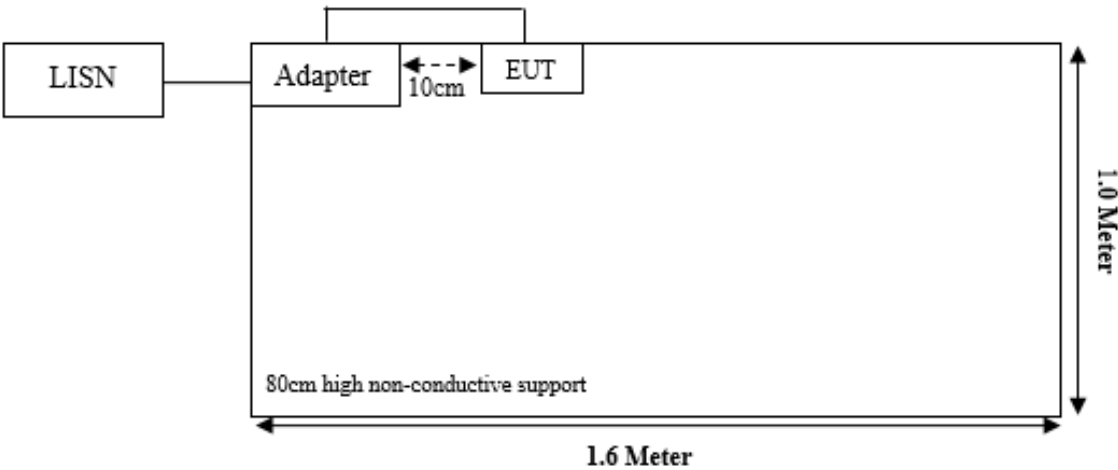 LISN
Adapter
EUT
10cm
1.0 Meter
80cm high non-conductive support
1.6 Meter